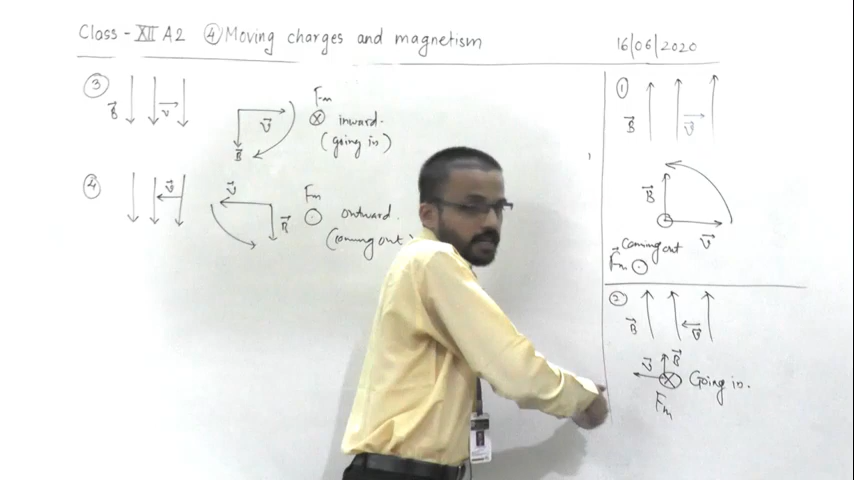 Class - XII A2 ④ Moving charges and magnetism
16/06/2020
③
B⃗
v⃗
v⃗
B⃗
Fm
⊗ inward.
(going in)
④
v⃗
v⃗
B⃗
Fm
⊙ outward.
(coming out)
①
B⃗
v⃗
B⃗
v⃗
Coming out
F⃗m ⊙
②
B⃗
v⃗
v⃗ B⃗
⊗ Going in.
Fm